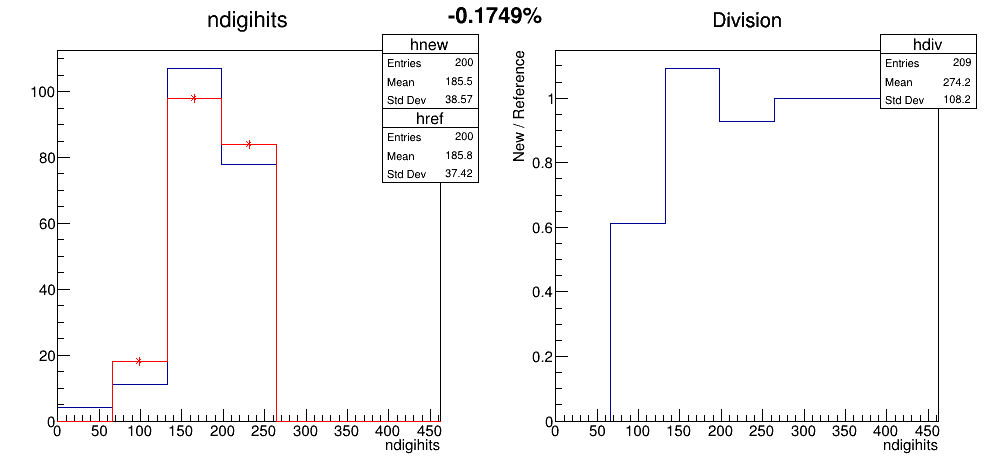 -0.1749%
ndigihits
hnew
Entries 200
Mean 185.5
Std Dev 38.57
href
Entries 200
Mean 185.8
Std Dev 37.42
100
80
60
40
20
0
0 50 100 150 200 250 300 350 400 450
ndigihits
Division
hdiv
Entries 209
Mean 274.2
Std Dev 108.2
New / Reference
1
0.8
0.6
0.4
0.2
0
0 50 100 150 200 250 300 350 400 450
ndigihits